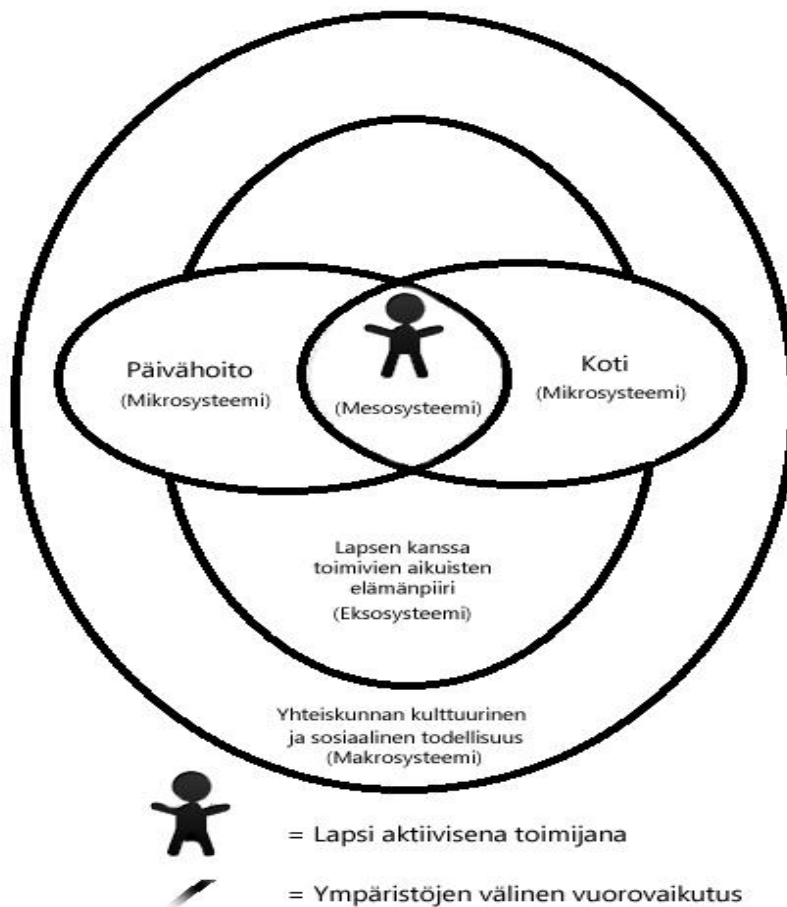 Päivähoito
(Mikrosysteemi)
(Mesosysteemi)
Koti
(Mikrosysteemi)
Lapsen kanssa
toimivien aikuisten
elämänpiiri
(Eksosysteemi)
Yhteiskunnan kulttuurinen
ja sosiaalinen todellisuus
(Makrosysteemi)
= Lapsi aktiivisena toimijana
= Ympäristöjen välinen vuorovaikutus